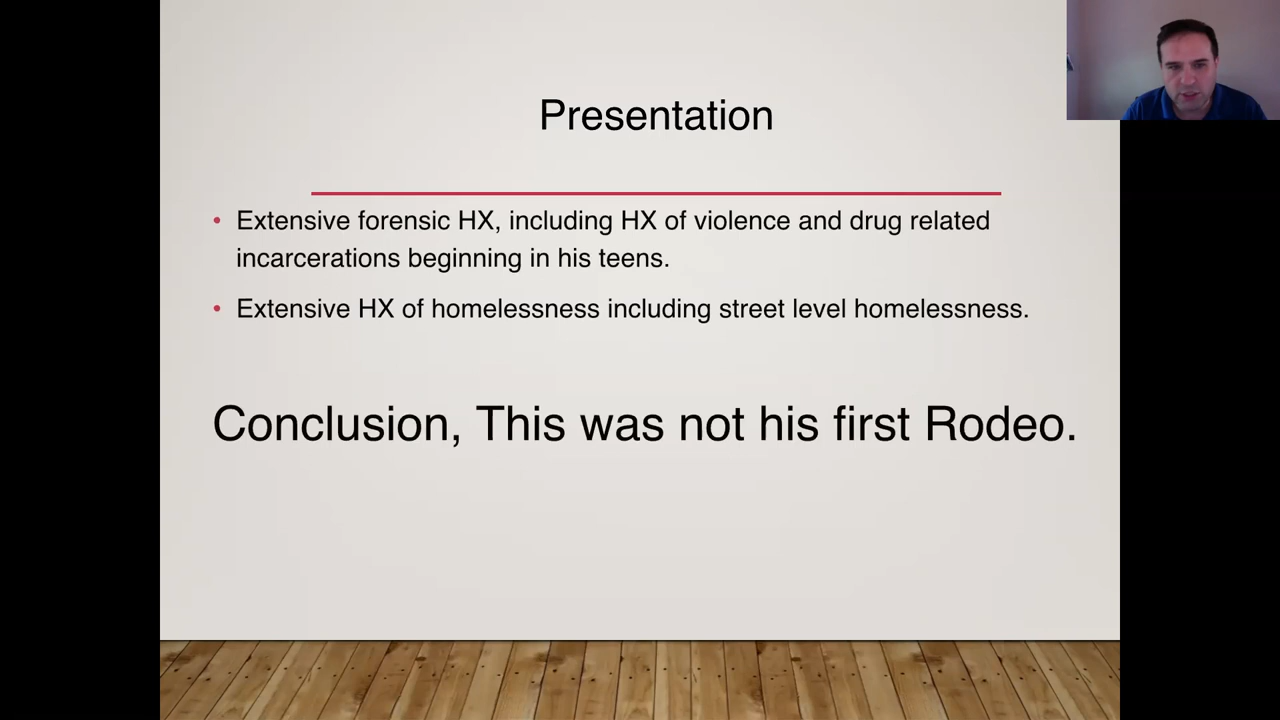 Presentation
• Extensive forensic HX, including HX of violence and drug related
incarcerations beginning in his teens.
• Extensive HX of homelessness including street level homelessness.
Conclusion, This was not his first Rodeo.